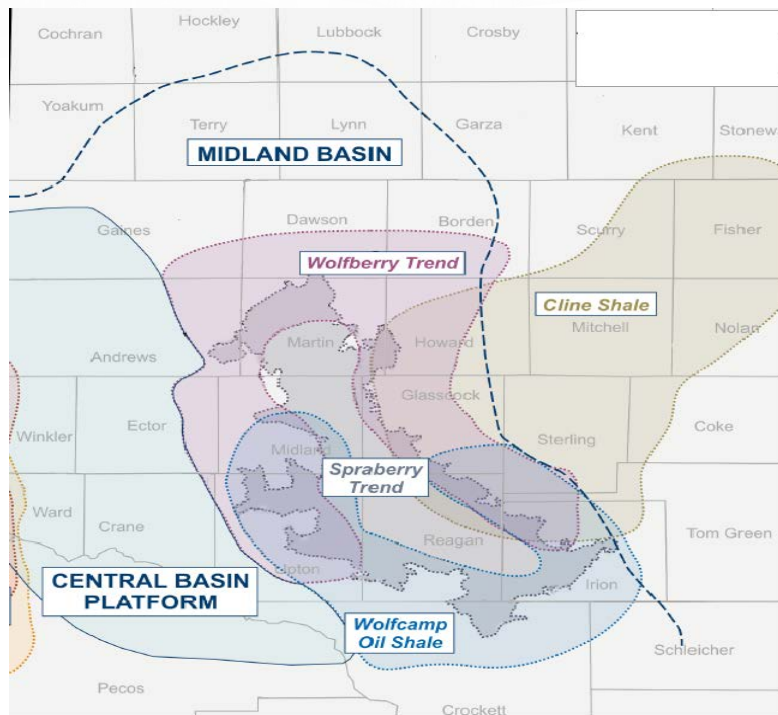 Hockley
Cochran
Lubbock
Crosby
Yoakum
Terry
Lynn
Garza
Kent
Stonew
MIDLAND BASIN
Gaines
Dawson
Borden
Scurry
Fisher
Wolfberry Trend
Cline Shale
Martin
Howard
Mitchell
Nolan
Andrews
Glasscock
Winkler
Ector
Midland
Sterling
Coke
Spraberry
Trend
Ward
Crane
Reagan
Tom Green
CENTRAL BASIN
PLATFORM
Upton
Irion
Wolfcamp
Oil Shale
Schleicher
Pecos
Crockett